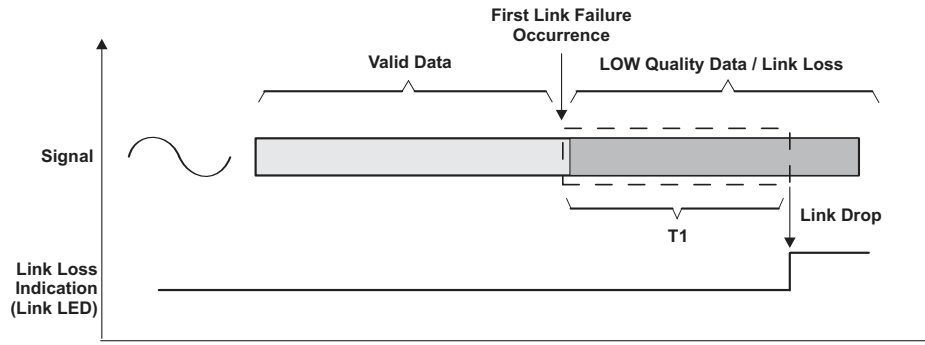 First Link Failure
Occurrence
Valid Data
LOW Quality Data / Link Loss
Signal
T1
Link Drop
Link Loss
Indication
(Link LED)